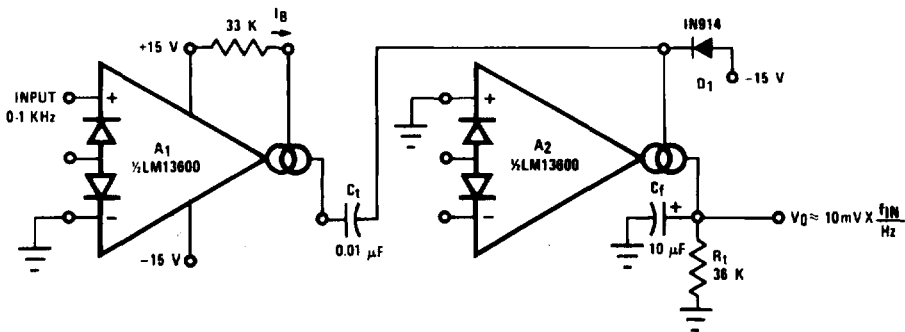 33 K
I_B
+15 V
INPUT
0-1 KHz
+
A1
½LM13600
−
−15 V
Ct
0.01 µF
+
A2
½LM13600
−
IN914
D1
−15 V
Cf
+
10 µF
Rt
36 K
V0 ≈ 10mV X fIN/Hz